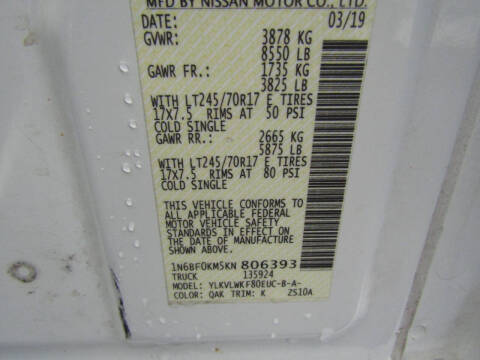 MFD BY NISSAN MOTOR CO., LTD.
DATE: 03/19
GVWR: 3878 KG
8550 LB
GAWR FR.: 1735 KG
3825 LB
WITH LT245/70R17 E TIRES
17X7.5 RIMS AT 50 PSI
COLD SINGLE
GAWR RR.: 2665 KG
5875 LB
WITH LT245/70R17 E TIRES
17X7.5 RIMS AT 80 PSI
COLD SINGLE
THIS VEHICLE CONFORMS TO
ALL APPLICABLE FEDERAL
MOTOR VEHICLE SAFETY
STANDARDS IN EFFECT ON
THE DATE OF MANUFACTURE
SHOWN ABOVE.
1N6BF0KM5KN 806393
TRUCK 135924
MODEL: YLKVLWKF80EUC-B-A-
COLOR: QAK TRIM: K ZS10A